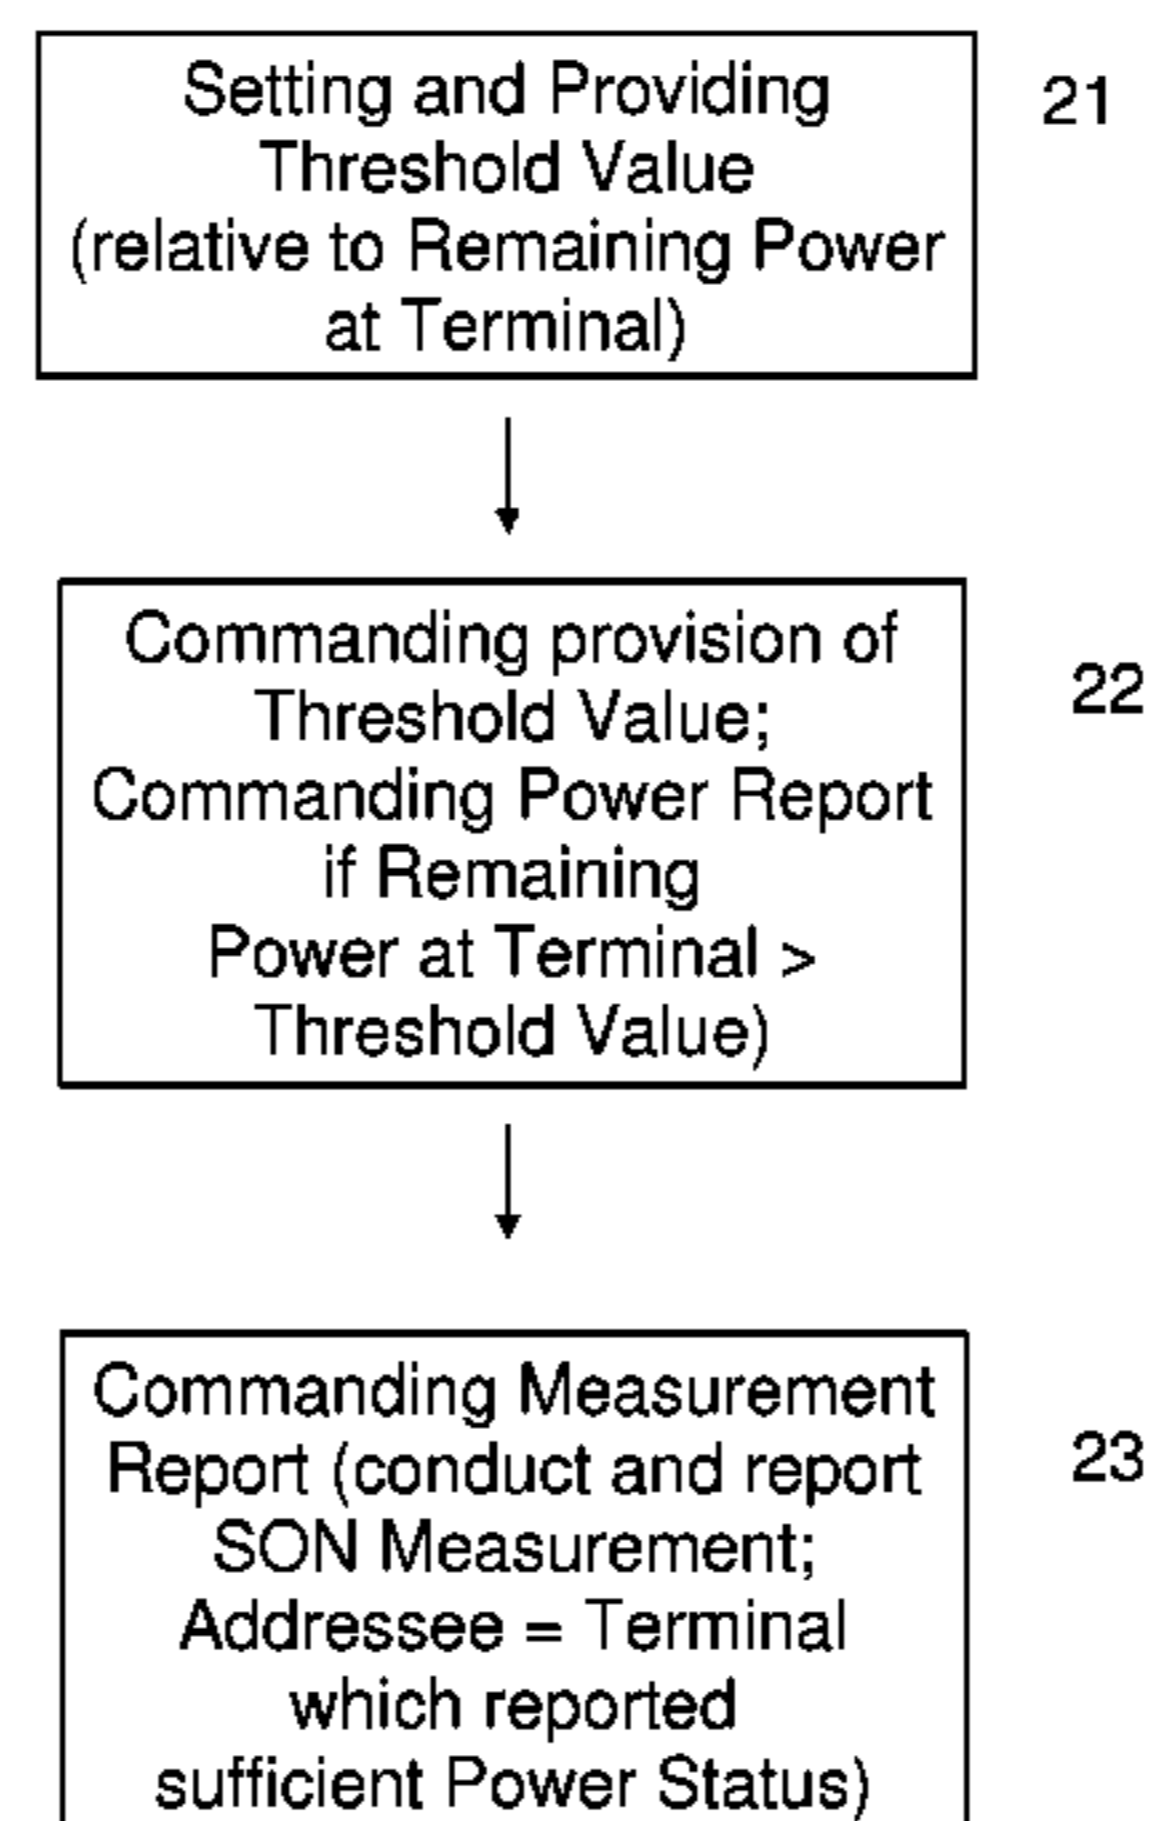 Setting and Providing
Threshold Value
(relative to Remaining Power
at Terminal)
21
Commanding provision of
Threshold Value;
Commanding Power Report
if Remaining
Power at Terminal >
Threshold Value)
22
Commanding Measurement
Report (conduct and report
SON Measurement;
Addressee = Terminal
which reported
sufficient Power Status)
23